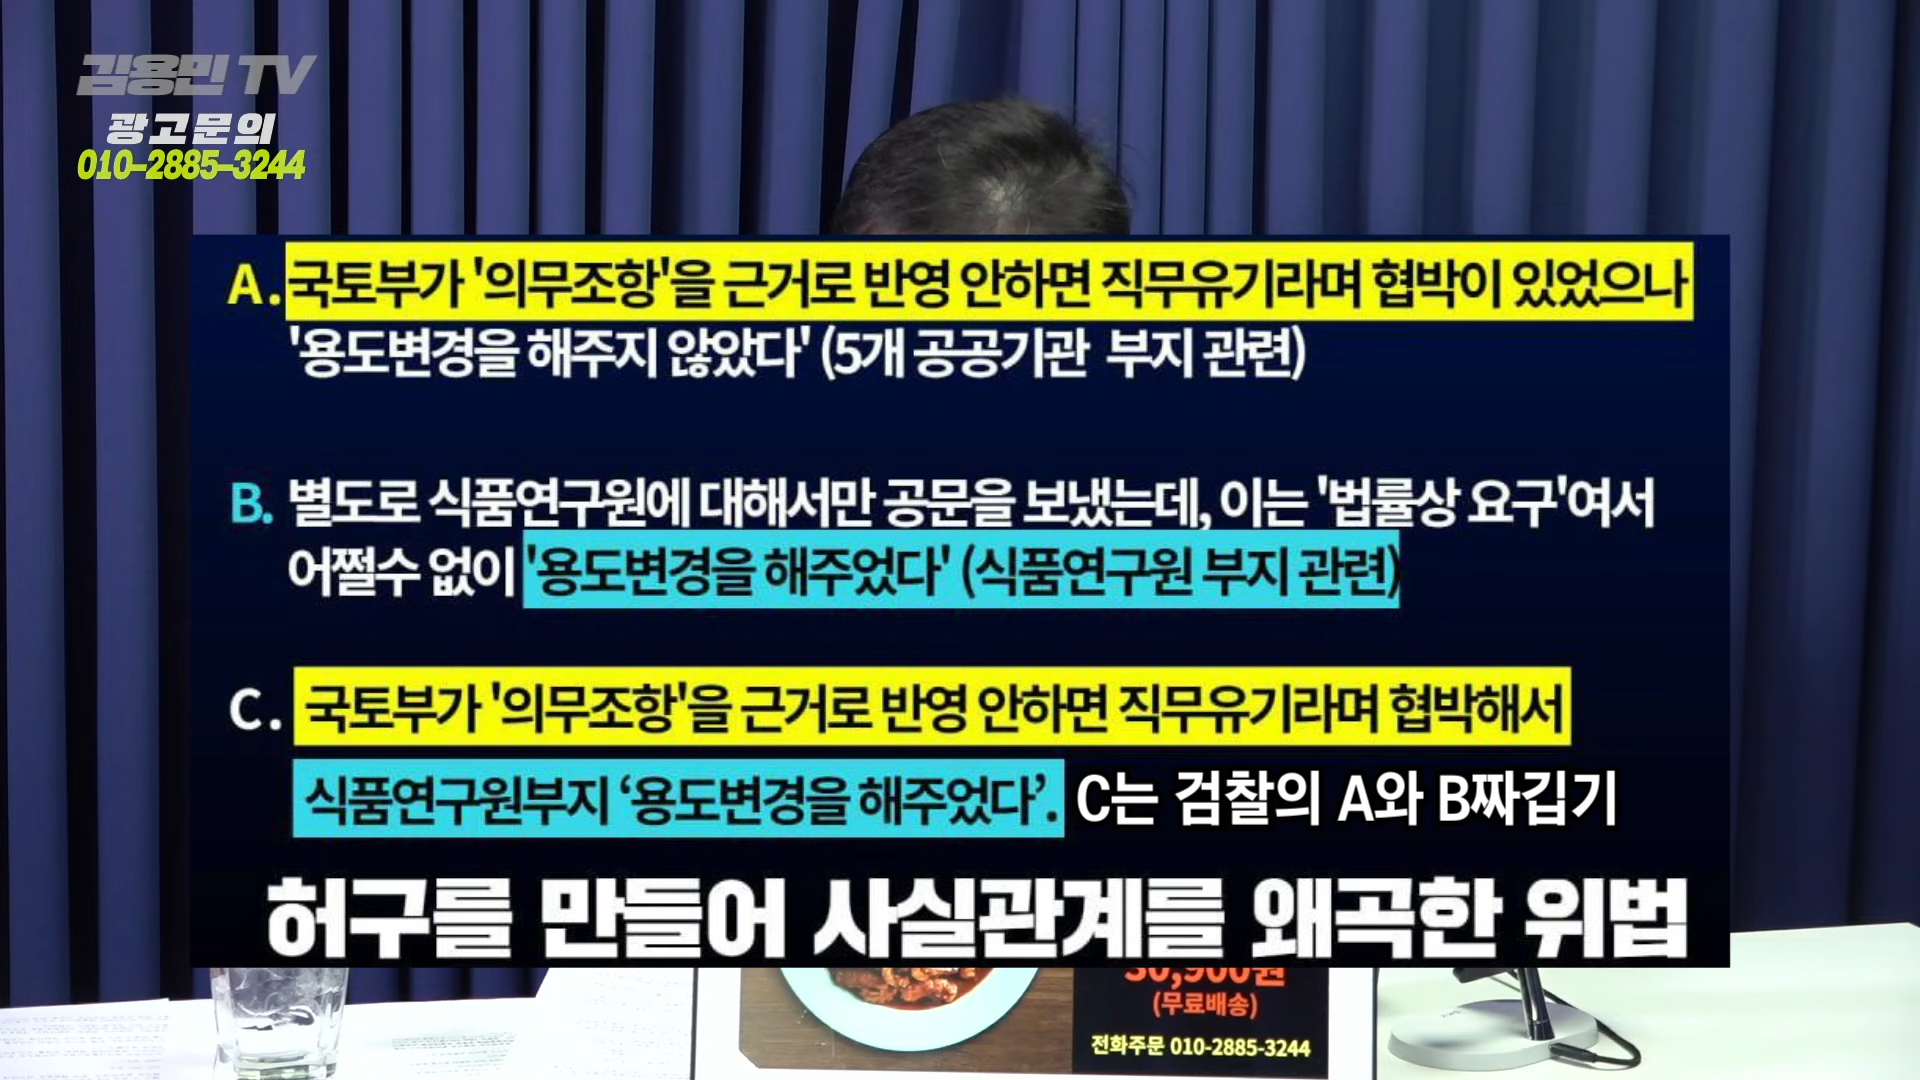 김용민 TV
광고문의
010-2885-3244
A. 국토부가 '의무조항'을 근거로 반영 안하면 직무유기라며 협박이 있었으나
'용도변경을 해주지 않았다' (5개 공공기관 부지 관련)
B. 별도로 식품연구원에 대해서만 공문을 보냈는데, 이는 '법률상 요구'여서
어쩔수 없이 '용도변경을 해주었다' (식품연구원 부지 관련)
C. 국토부가 '의무조항'을 근거로 반영 안하면 직무유기라며 협박해서
식품연구원부지 ‘용도변경을 해주었다’. C는 검찰의 A와 B짜깁기
허구를 만들어 사실관계를 왜곡한 위법
30,900원
(무료배송)
전화주문 010-2885-3244